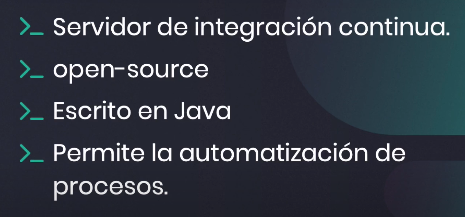 Servidor de integración continua.
open-source
Escrito en Java
Permite la automatización de
procesos.